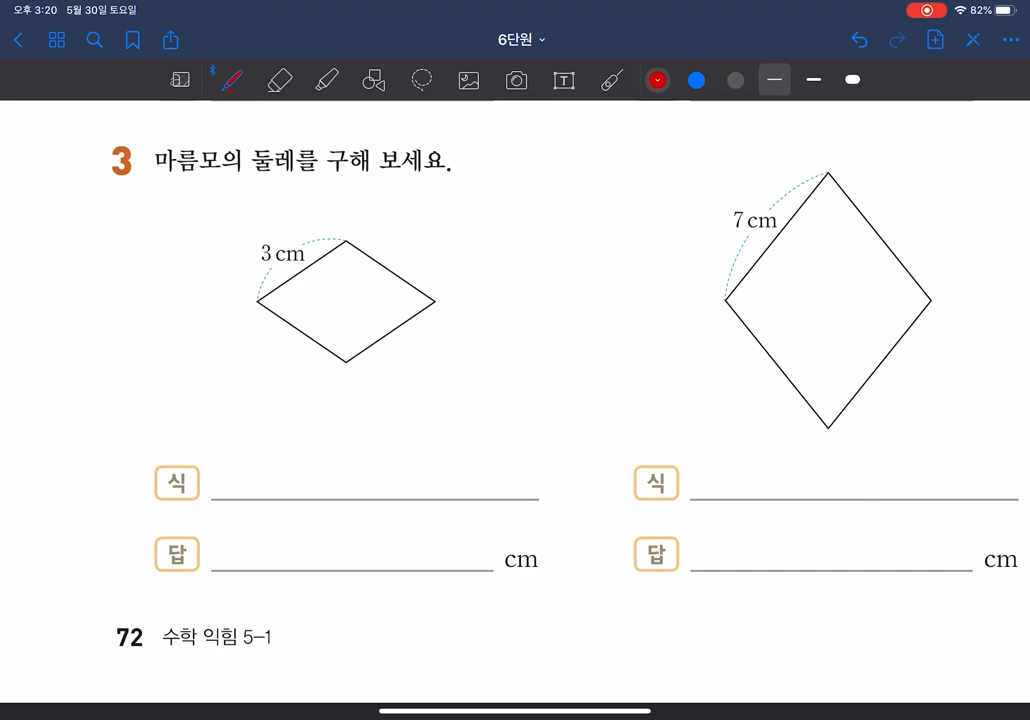 오후 3:20 5월 30일 토요일
82%
6단원
3 마름모의 둘레를 구해 보세요.
3 cm
7 cm
식
식
답 cm
답 cm
72 수학 익힘 5-1